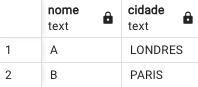 nome cidade
text text
1 A LONDRES
2 B PARIS